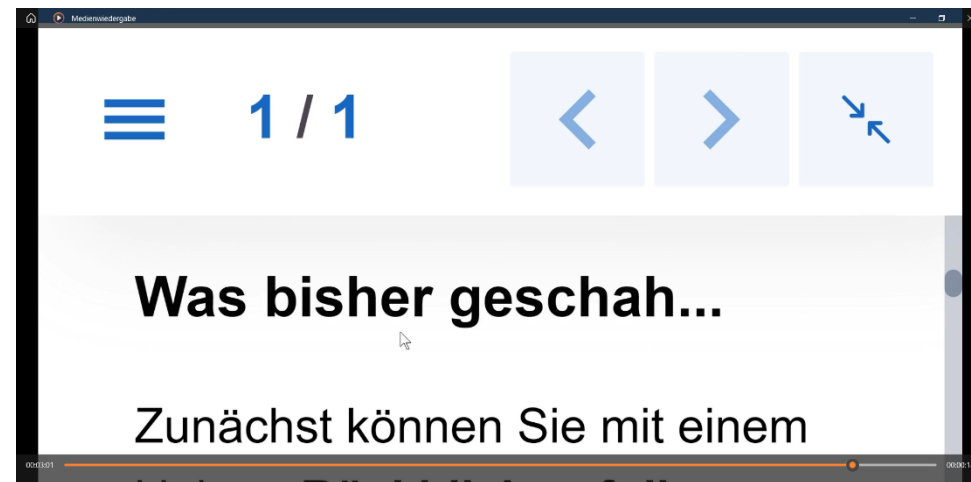 Medienwiedergabe
1 / 1
Was bisher geschah...
Zunächst können Sie mit einem
00:03:01